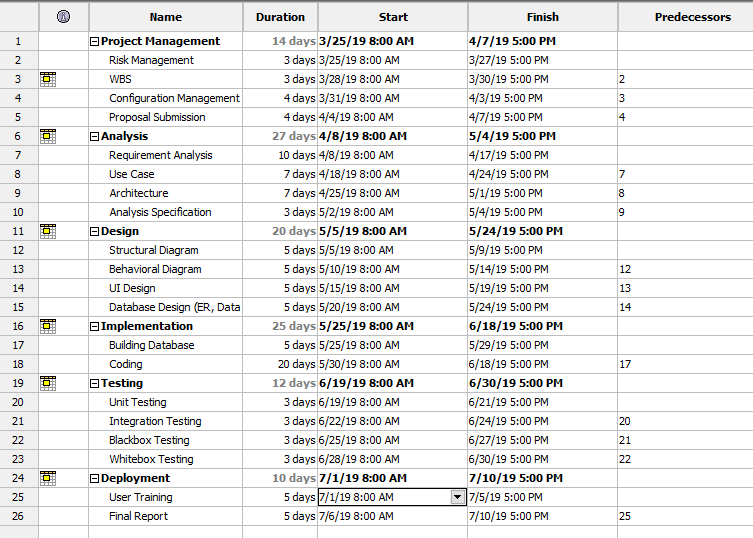 Name Duration Start Finish Predecessors
1 Project Management 14 days 3/25/19 8:00 AM 4/7/19 5:00 PM
2 Risk Management 3 days 3/25/19 8:00 AM 3/27/19 5:00 PM
3 WBS 3 days 3/28/19 8:00 AM 3/30/19 5:00 PM 2
4 Configuration Management 4 days 3/31/19 8:00 AM 4/3/19 5:00 PM 3
5 Proposal Submission 4 days 4/4/19 8:00 AM 4/7/19 5:00 PM 4
6 Analysis 27 days 4/8/19 8:00 AM 5/4/19 5:00 PM
7 Requirement Analysis 10 days 4/8/19 8:00 AM 4/17/19 5:00 PM
8 Use Case 7 days 4/18/19 8:00 AM 4/24/19 5:00 PM 7
9 Architecture 7 days 4/25/19 8:00 AM 5/1/19 5:00 PM 8
10 Analysis Specification 3 days 5/2/19 8:00 AM 5/4/19 5:00 PM 9
11 Design 20 days 5/5/19 8:00 AM 5/24/19 5:00 PM
12 Structural Diagram 5 days 5/5/19 8:00 AM 5/9/19 5:00 PM
13 Behavioral Diagram 5 days 5/10/19 8:00 AM 5/14/19 5:00 PM 12
14 UI Design 5 days 5/15/19 8:00 AM 5/19/19 5:00 PM 13
15 Database Design (ER, Data 5 days 5/20/19 8:00 AM 5/24/19 5:00 PM 14
16 Implementation 25 days 5/25/19 8:00 AM 6/18/19 5:00 PM
17 Building Database 5 days 5/25/19 8:00 AM 5/29/19 5:00 PM
18 Coding 20 days 5/30/19 8:00 AM 6/18/19 5:00 PM 17
19 Testing 12 days 6/19/19 8:00 AM 6/30/19 5:00 PM
20 Unit Testing 3 days 6/19/19 8:00 AM 6/21/19 5:00 PM
21 Integration Testing 3 days 6/22/19 8:00 AM 6/24/19 5:00 PM 20
22 Blackbox Testing 3 days 6/25/19 8:00 AM 6/27/19 5:00 PM 21
23 Whitebox Testing 3 days 6/28/19 8:00 AM 6/30/19 5:00 PM 22
24 Deployment 10 days 7/1/19 8:00 AM 7/10/19 5:00 PM
25 User Training 5 days 7/1/19 8:00 AM 7/5/19 5:00 PM
26 Final Report 5 days 7/6/19 8:00 AM 7/10/19 5:00 PM 25